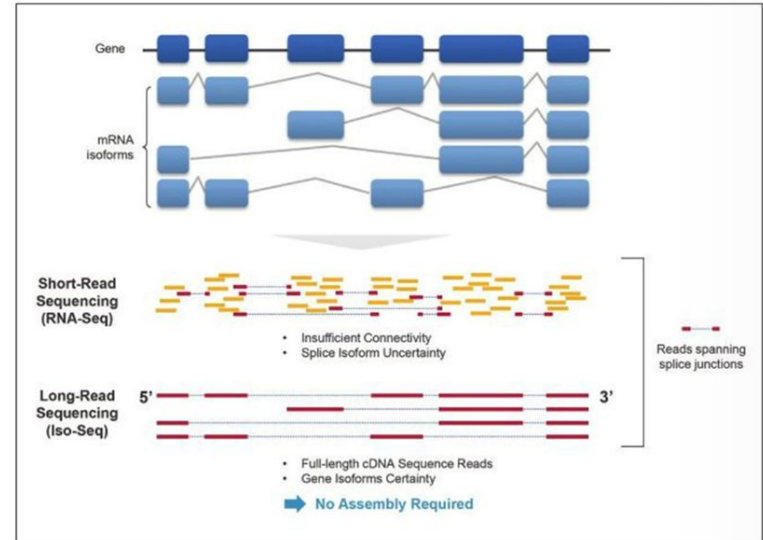 Gene
mRNA
isoforms
Short-Read
Sequencing
(RNA-Seq)
• Insufficient Connectivity
• Splice Isoform Uncertainty
Reads spanning
splice junctions
Long-Read
Sequencing
(Iso-Seq)
5’
3’
• Full-length cDNA Sequence Reads
• Gene Isoforms Certainty
No Assembly Required